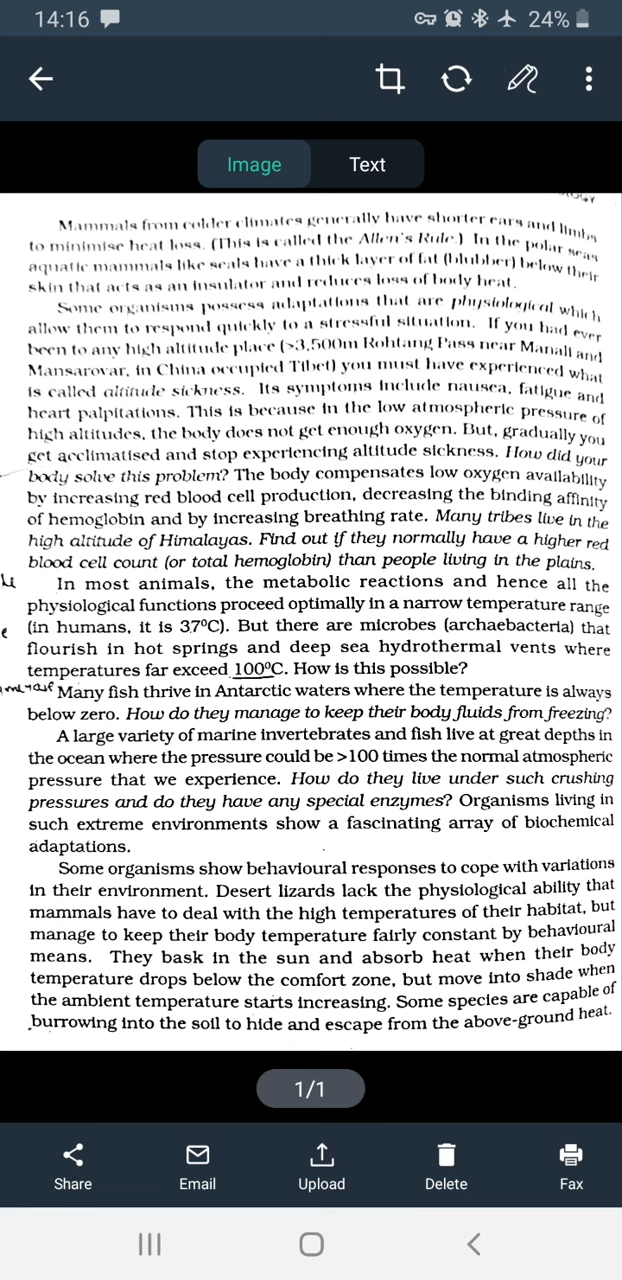 14:16
24%
Image
Text
Mammals from colder climates generally have shorter ears and limbs
to minimise heat loss. (This is called the Allen's Rule.) In the polar seas
aquatic mammals like seals have a thick layer of fat (blubber) below their
skin that acts as an insulator and reduces loss of body heat.
Some organisms possess adaptations that are physiological which
allow them to respond quickly to a stressful situation. If you had ever
been to any high altitude place (>3,500m Rohtang Pass near Manali and
Mansarovar, in China occupied Tibet) you must have experienced what
is called altitude sickness. Its symptoms include nausea, fatigue and
heart palpitations. This is because in the low atmospheric pressure of
high altitudes, the body does not get enough oxygen. But, gradually you
get acclimatised and stop experiencing altitude sickness. How did your
body solve this problem? The body compensates low oxygen availability
by increasing red blood cell production, decreasing the binding affinity
of hemoglobin and by increasing breathing rate. Many tribes live in the
high altitude of Himalayas. Find out if they normally have a higher red
blood cell count (or total hemoglobin) than people living in the plains.
In most animals, the metabolic reactions and hence all the
physiological functions proceed optimally in a narrow temperature range
(in humans, it is 37°C). But there are microbes (archaebacteria) that
flourish in hot springs and deep sea hydrothermal vents where
temperatures far exceed 100°C. How is this possible?
Many fish thrive in Antarctic waters where the temperature is always
below zero. How do they manage to keep their body fluids from freezing?
A large variety of marine invertebrates and fish live at great depths in
the ocean where the pressure could be >100 times the normal atmospheric
pressure that we experience. How do they live under such crushing
pressures and do they have any special enzymes? Organisms living in
such extreme environments show a fascinating array of biochemical
adaptations.
Some organisms show behavioural responses to cope with variations
in their environment. Desert lizards lack the physiological ability that
mammals have to deal with the high temperatures of their habitat, but
manage to keep their body temperature fairly constant by behavioural
means. They bask in the sun and absorb heat when their body
temperature drops below the comfort zone, but move into shade when
the ambient temperature starts increasing. Some species are capable of
burrowing into the soil to hide and escape from the above-ground heat.
1/1
Share
Email
Upload
Delete
Fax